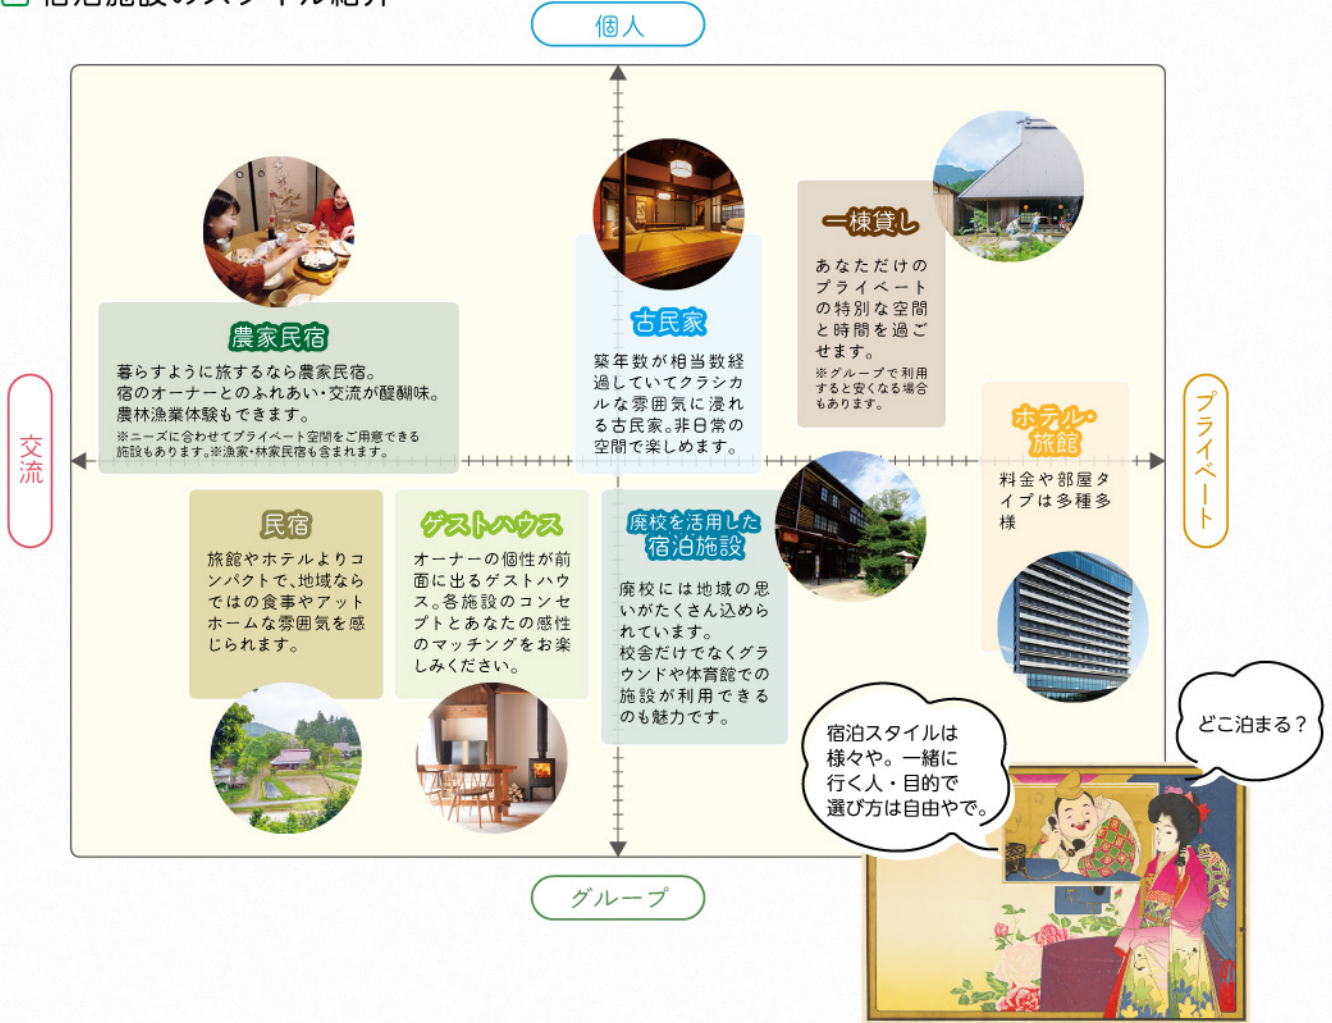 宿泊施設のスタイル紹介
個人
一棟貸し
あなただけの
プライベート
の特別な空間
と時間を過ご
せます。
※グループで利用
すると安くなる場合
もあります。
農家民宿
暮らすように旅するなら農家民宿。
宿のオーナーとのふれあい・交流が醍醐味。
農林漁業体験もできます。
※ニーズに合わせてプライベート空間をご用意できる
施設もあります。※漁家・林家民宿も含まれます。
古民家
築年数が相当数経
過していてクラシカ
ルな雰囲気に浸れ
る古民家。非日常の
空間で楽しめます。
ホテル・
旅館
料金や部屋タ
イプは多種多
様
交流
プライベート
民宿
旅館やホテルよりコ
ンパクトで、地域なら
ではの食事やアット
ホームな雰囲気を感
じられます。
ゲストハウス
オーナーの個性が前
面に出るゲストハウ
ス。各施設のコンセ
プトとあなたの感性
のマッチングをお楽
しみください。
廃校を活用した
宿泊施設
廃校には地域の思
いがたくさん込めら
れています。
校舎だけでなくグラ
ウンドや体育館での
施設が利用できる
のも魅力です。
宿泊スタイルは
様々や。一緒に
行く人・目的で
選び方は自由やで。
どこ泊まる？
グループ